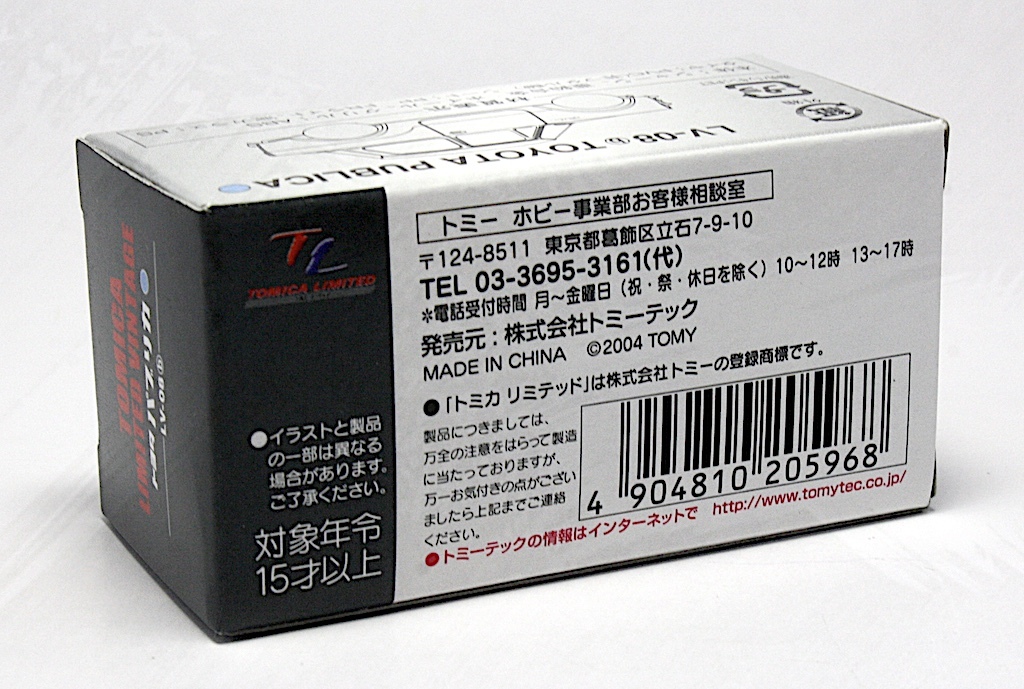 LV-08ⓐ TOYOTA PUBLICA
TOMICA LIMITED
VINTAGE
LV-08ⓐ
TL
TOMICA LIMITED
●イラストと製品
の一部は異なる
場合があります。
ご了承ください。
対象年令
15才以上
トミー ホビー事業部お客様相談室
〒124-8511 東京都葛飾区立石7-9-10
TEL 03-3695-3161(代)
*電話受付時間 月～金曜日（祝・祭・休日を除く）10～12時 13～17時
発売元：株式会社トミーテック
MADE IN CHINA ©2004 TOMY
●「トミカ リミテッド」は株式会社トミーの登録商標です。
製品につきましては、
万全の注意をはらって製造
に当たっておりますが、
万一お気付きの点がござい
ましたら上記までご連絡
ください。
4 904810 205968
●トミーテックの情報はインターネットで http://www.tomytec.co.jp/